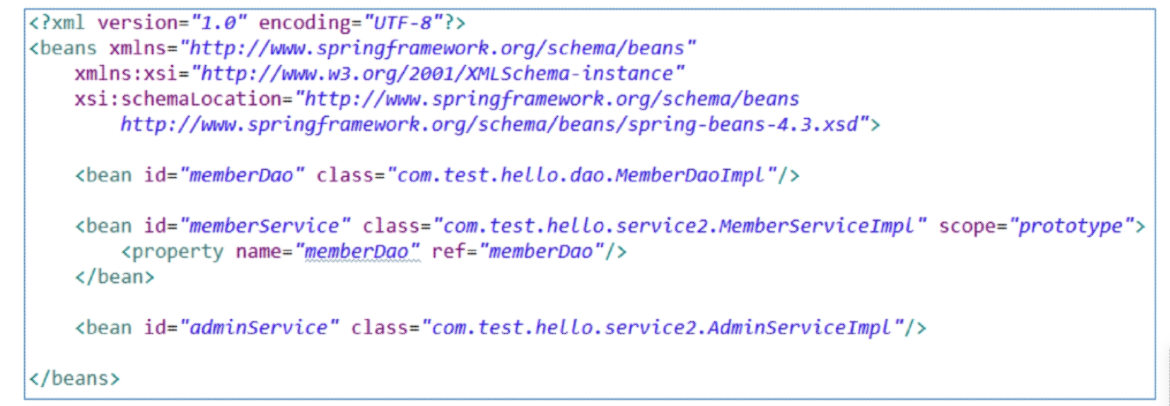 <?xml version="1.0" encoding="UTF-8"?>
<beans xmlns="http://www.springframework.org/schema/beans"
xmlns:xsi="http://www.w3.org/2001/XMLSchema-instance"
xsi:schemaLocation="http://www.springframework.org/schema/beans
http://www.springframework.org/schema/beans/spring-beans-4.3.xsd">
<bean id="memberDao" class="com.test.hello.dao.MemberDaoImpl"/>
<bean id="memberService" class="com.test.hello.service2.MemberServiceImpl" scope="prototype">
<property name="memberDao" ref="memberDao"/>
</bean>
<bean id="adminService" class="com.test.hello.service2.AdminServiceImpl"/>
</beans>